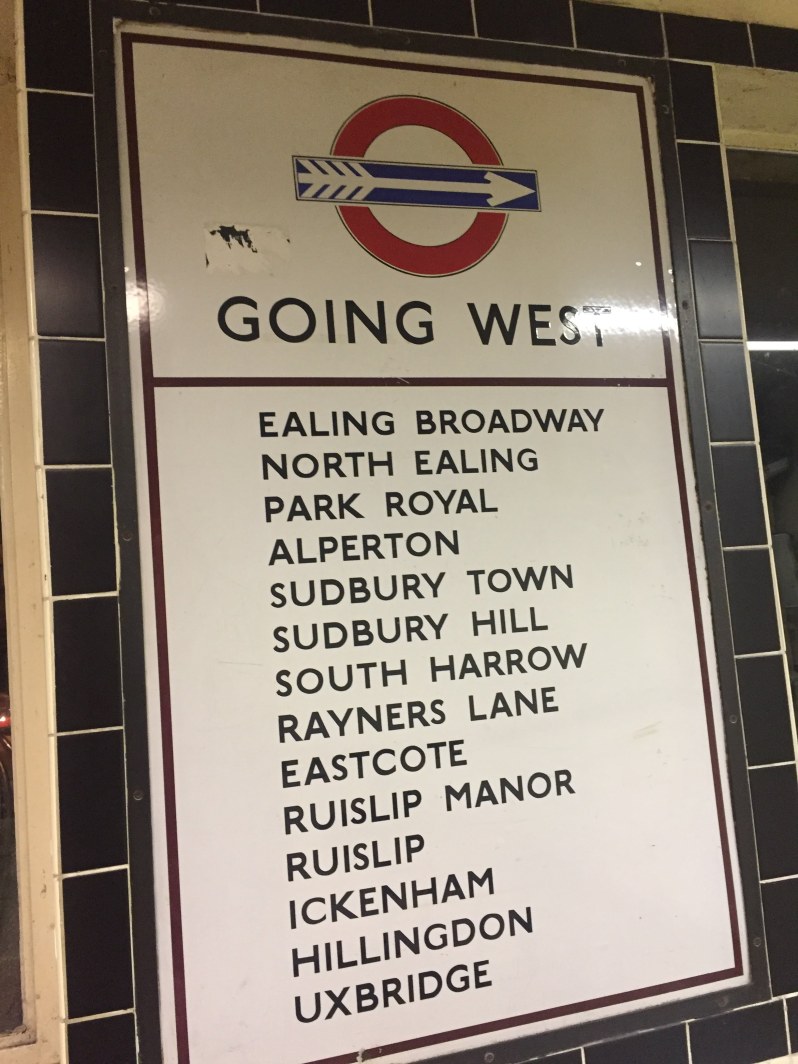 GOING WEST
EALING BROADWAY
NORTH EALING
PARK ROYAL
ALPERTON
SUDBURY TOWN
SUDBURY HILL
SOUTH HARROW
RAYNERS LANE
EASTCOTE
RUISLIP MANOR
RUISLIP
ICKENHAM
HILLINGDON
UXBRIDGE